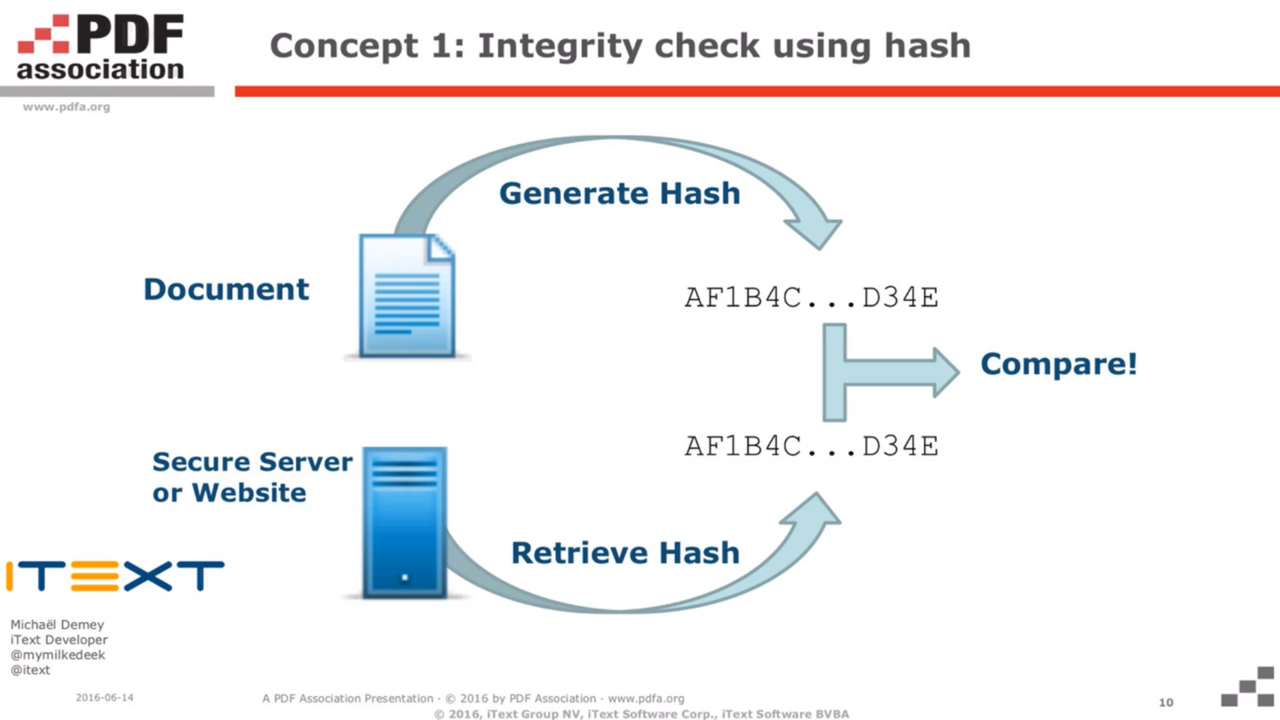 PDF
association
www.pdfa.org
Concept 1: Integrity check using hash
Generate Hash
Document
AF1B4C...D34E
Compare!
AF1B4C...D34E
Secure Server
or Website
Retrieve Hash
iTEXT
Michaël Demey
iText Developer
@mymilkedeek
@itext
2016-06-14
A PDF Association Presentation · © 2016 by PDF Association · www.pdfa.org
© 2016, iText Group NV, iText Software Corp., iText Software BVBA
10